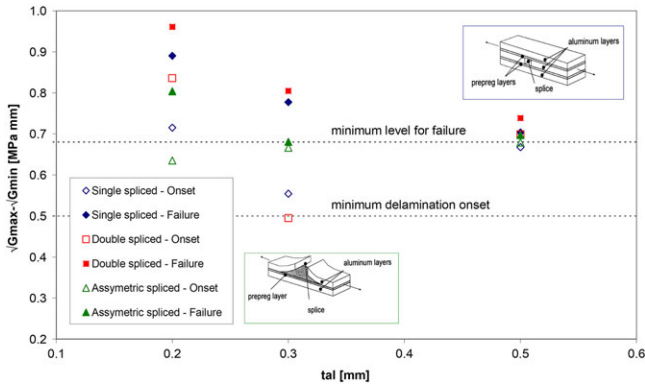 1.0
0.9
0.8
0.7
0.6
0.5
0.4
0.3
0.2
√Gmax-√Gmin [MPa mm]
aluminum layers
prepreg layers
splice
minimum level for failure
minimum delamination onset
Single spliced - Onset
Single spliced - Failure
Double spliced - Onset
Double spliced - Failure
Assymetric spliced - Onset
Assymetric spliced - Failure
aluminum layers
prepreg layer
splice
0.1 0.2 0.3 0.4 0.5 0.6
tal [mm]